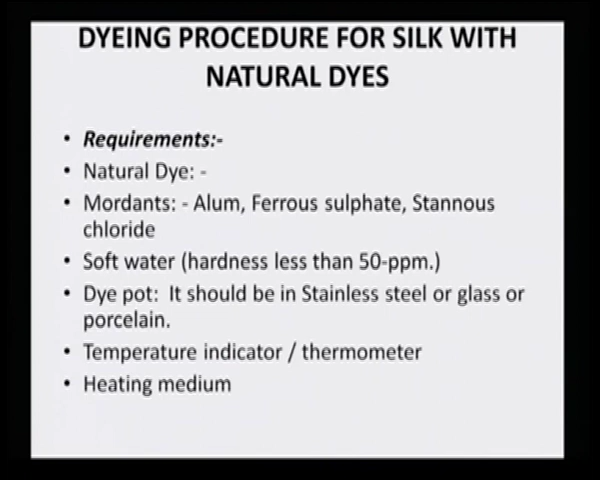 DYEING PROCEDURE FOR SILK WITH
NATURAL DYES
• Requirements:-
• Natural Dye: -
• Mordants: - Alum, Ferrous sulphate, Stannous
chloride
• Soft water (hardness less than 50-ppm.)
• Dye pot: It should be in Stainless steel or glass or
porcelain.
• Temperature indicator / thermometer
• Heating medium